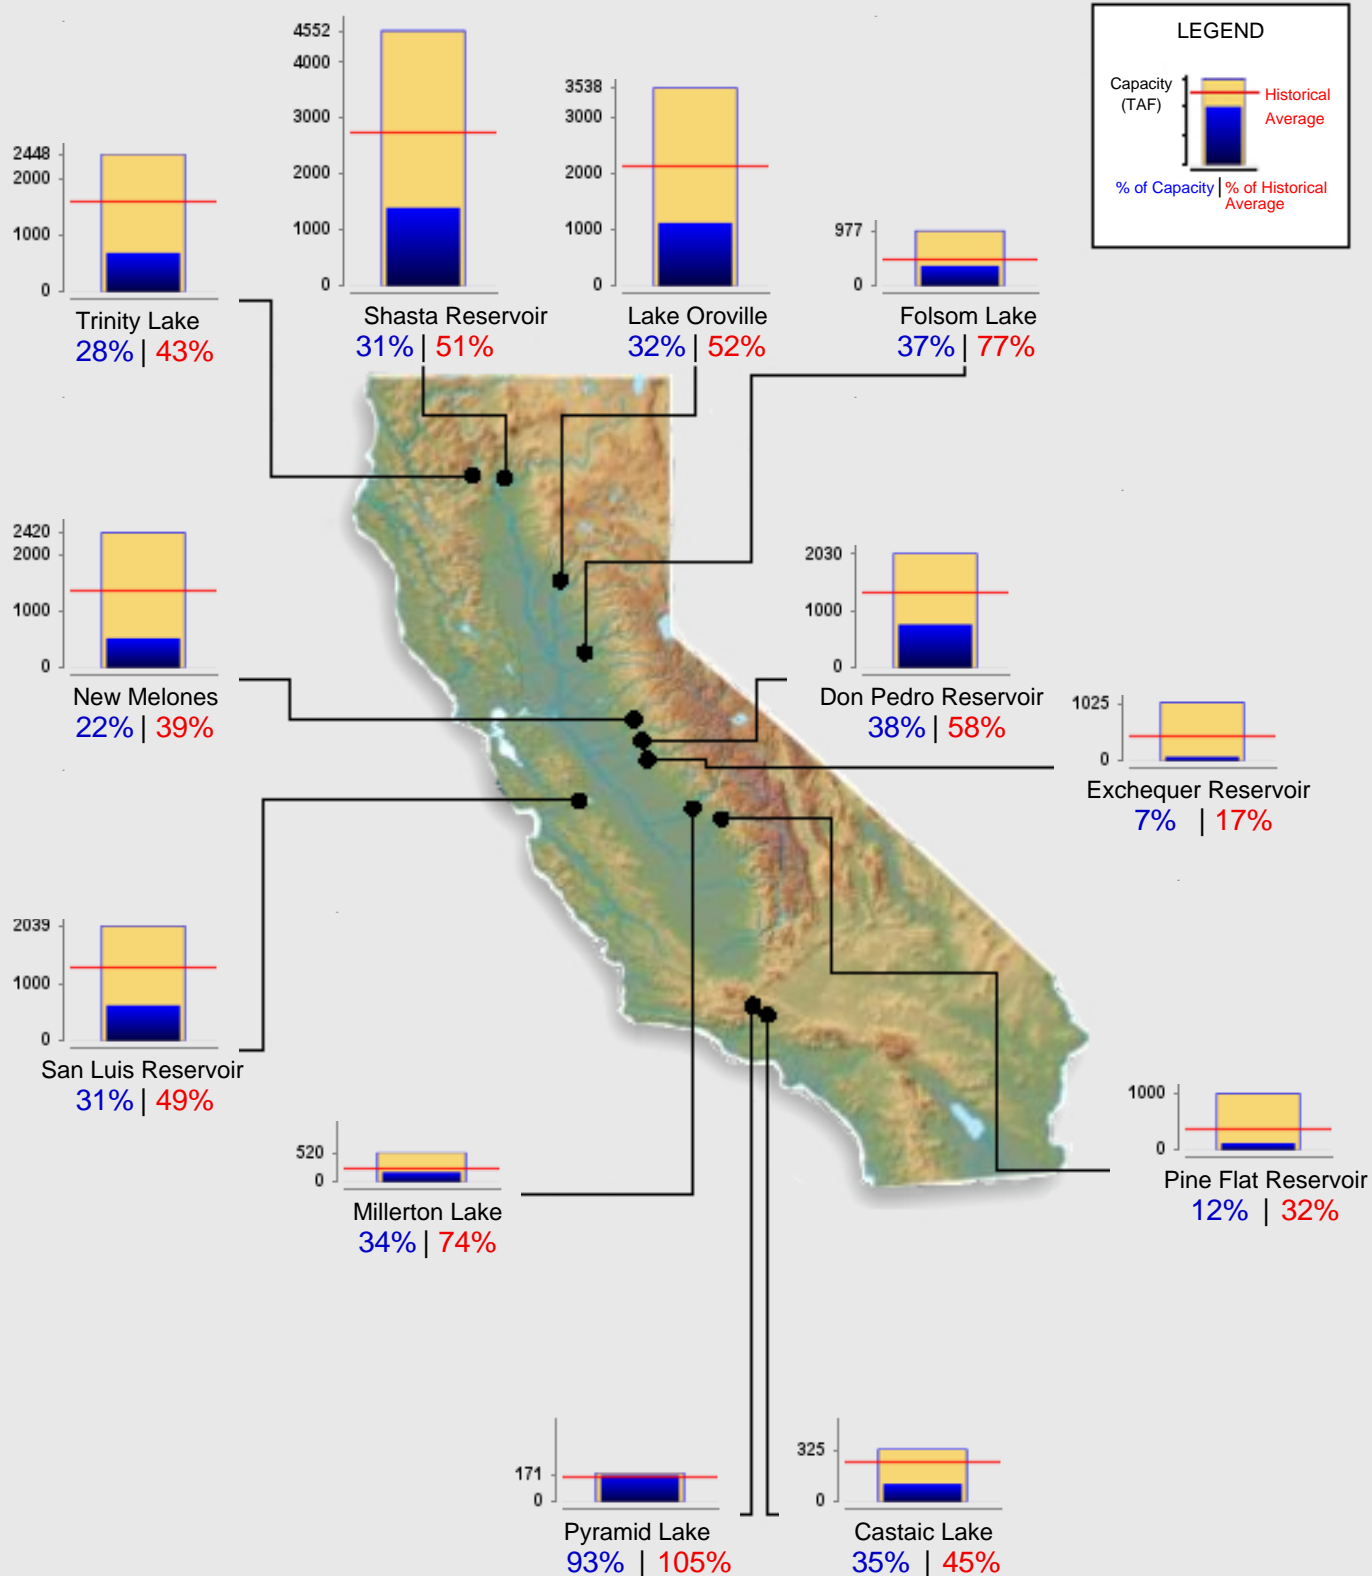 LEGEND
Capacity
(TAF)
Historical
Average
% of Capacity | % of Historical
Average
4552
4000
3000
2000
1000
0
Shasta Reservoir
31% | 51%
3538
3000
2000
1000
0
Lake Oroville
32% | 52%
2448
2000
1000
0
Trinity Lake
28% | 43%
977
0
Folsom Lake
37% | 77%
2420
2000
1000
0
New Melones
22% | 39%
2030
1000
0
Don Pedro Reservoir
38% | 58%
1025
0
Exchequer Reservoir
7% | 17%
2039
1000
0
San Luis Reservoir
31% | 49%
520
0
Millerton Lake
34% | 74%
1000
0
Pine Flat Reservoir
12% | 32%
171
0
Pyramid Lake
93% | 105%
325
0
Castaic Lake
35% | 45%